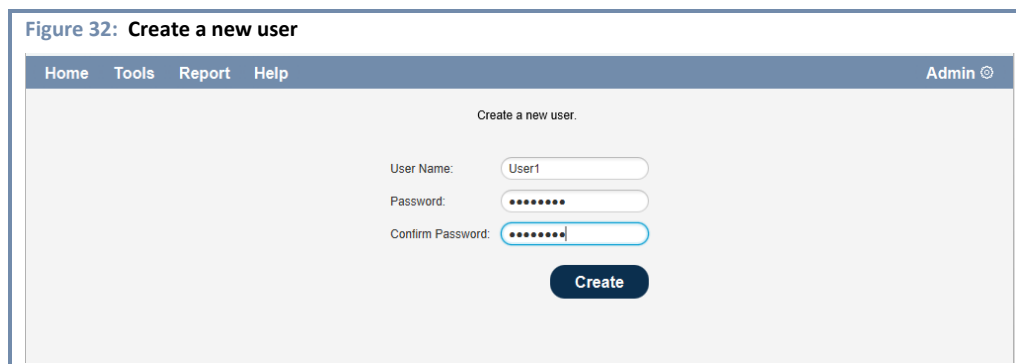 Figure 32: Create a new user
Home Tools Report Help Admin
Create a new user.
User Name: User1
Password: ••••••••
Confirm Password: ••••••••
Create